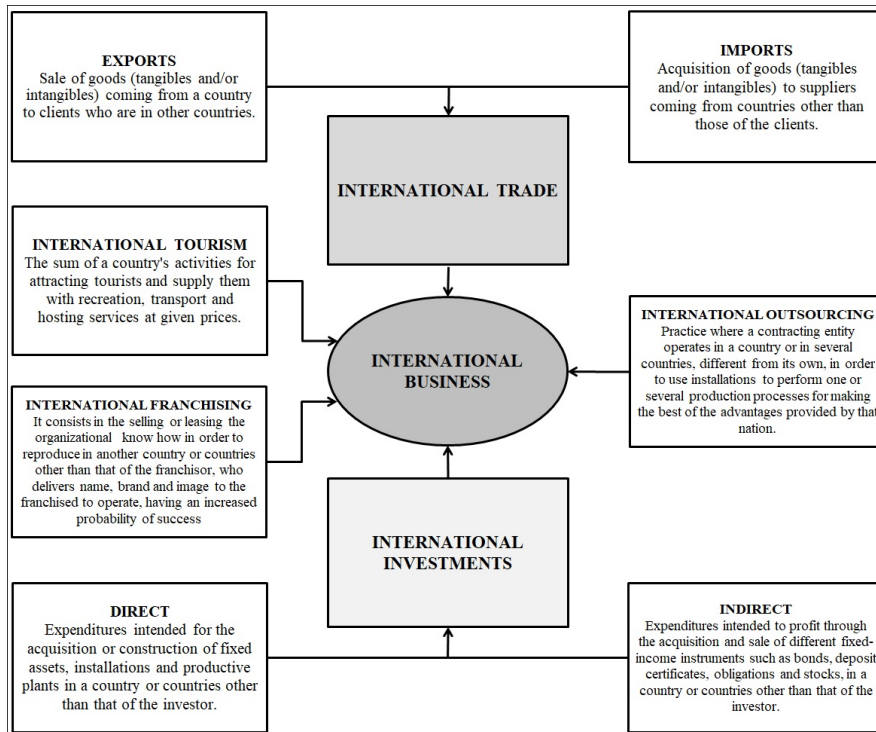 EXPORTS
Sale of goods (tangibles and/or
intangibles) coming from a country
to clients who are in other countries.
IMPORTS
Acquisition of goods (tangibles
and/or intangibles) to suppliers
coming from countries other than
those of the clients.
INTERNATIONAL TRADE
INTERNATIONAL TOURISM
The sum of a country's activities for
attracting tourists and supply them
with recreation, transport and
hosting services at given prices.
INTERNATIONAL
BUSINESS
INTERNATIONAL OUTSOURCING
Practice where a contracting entity
operates in a country or in several
countries, different from its own, in order
to use installations to perform one or
several production processes for making
the best of the advantages provided by that
nation.
INTERNATIONAL FRANCHISING
It consists in the selling or leasing the
organizational know how in order to
reproduce in another country or countries
other than that of the franchisor, who
delivers name, brand and image to the
franchised to operate, having an increased
probability of success
INTERNATIONAL
INVESTMENTS
DIRECT
Expenditures intended for the
acquisition or construction of fixed
assets, installations and productive
plants in a country or countries other
than that of the investor.
INDIRECT
Expenditures intended to profit through
the acquisition and sale of different fixed-
income instruments such as bonds, deposit
certificates, obligations and stocks, in a
country or countries other than that of the
investor.